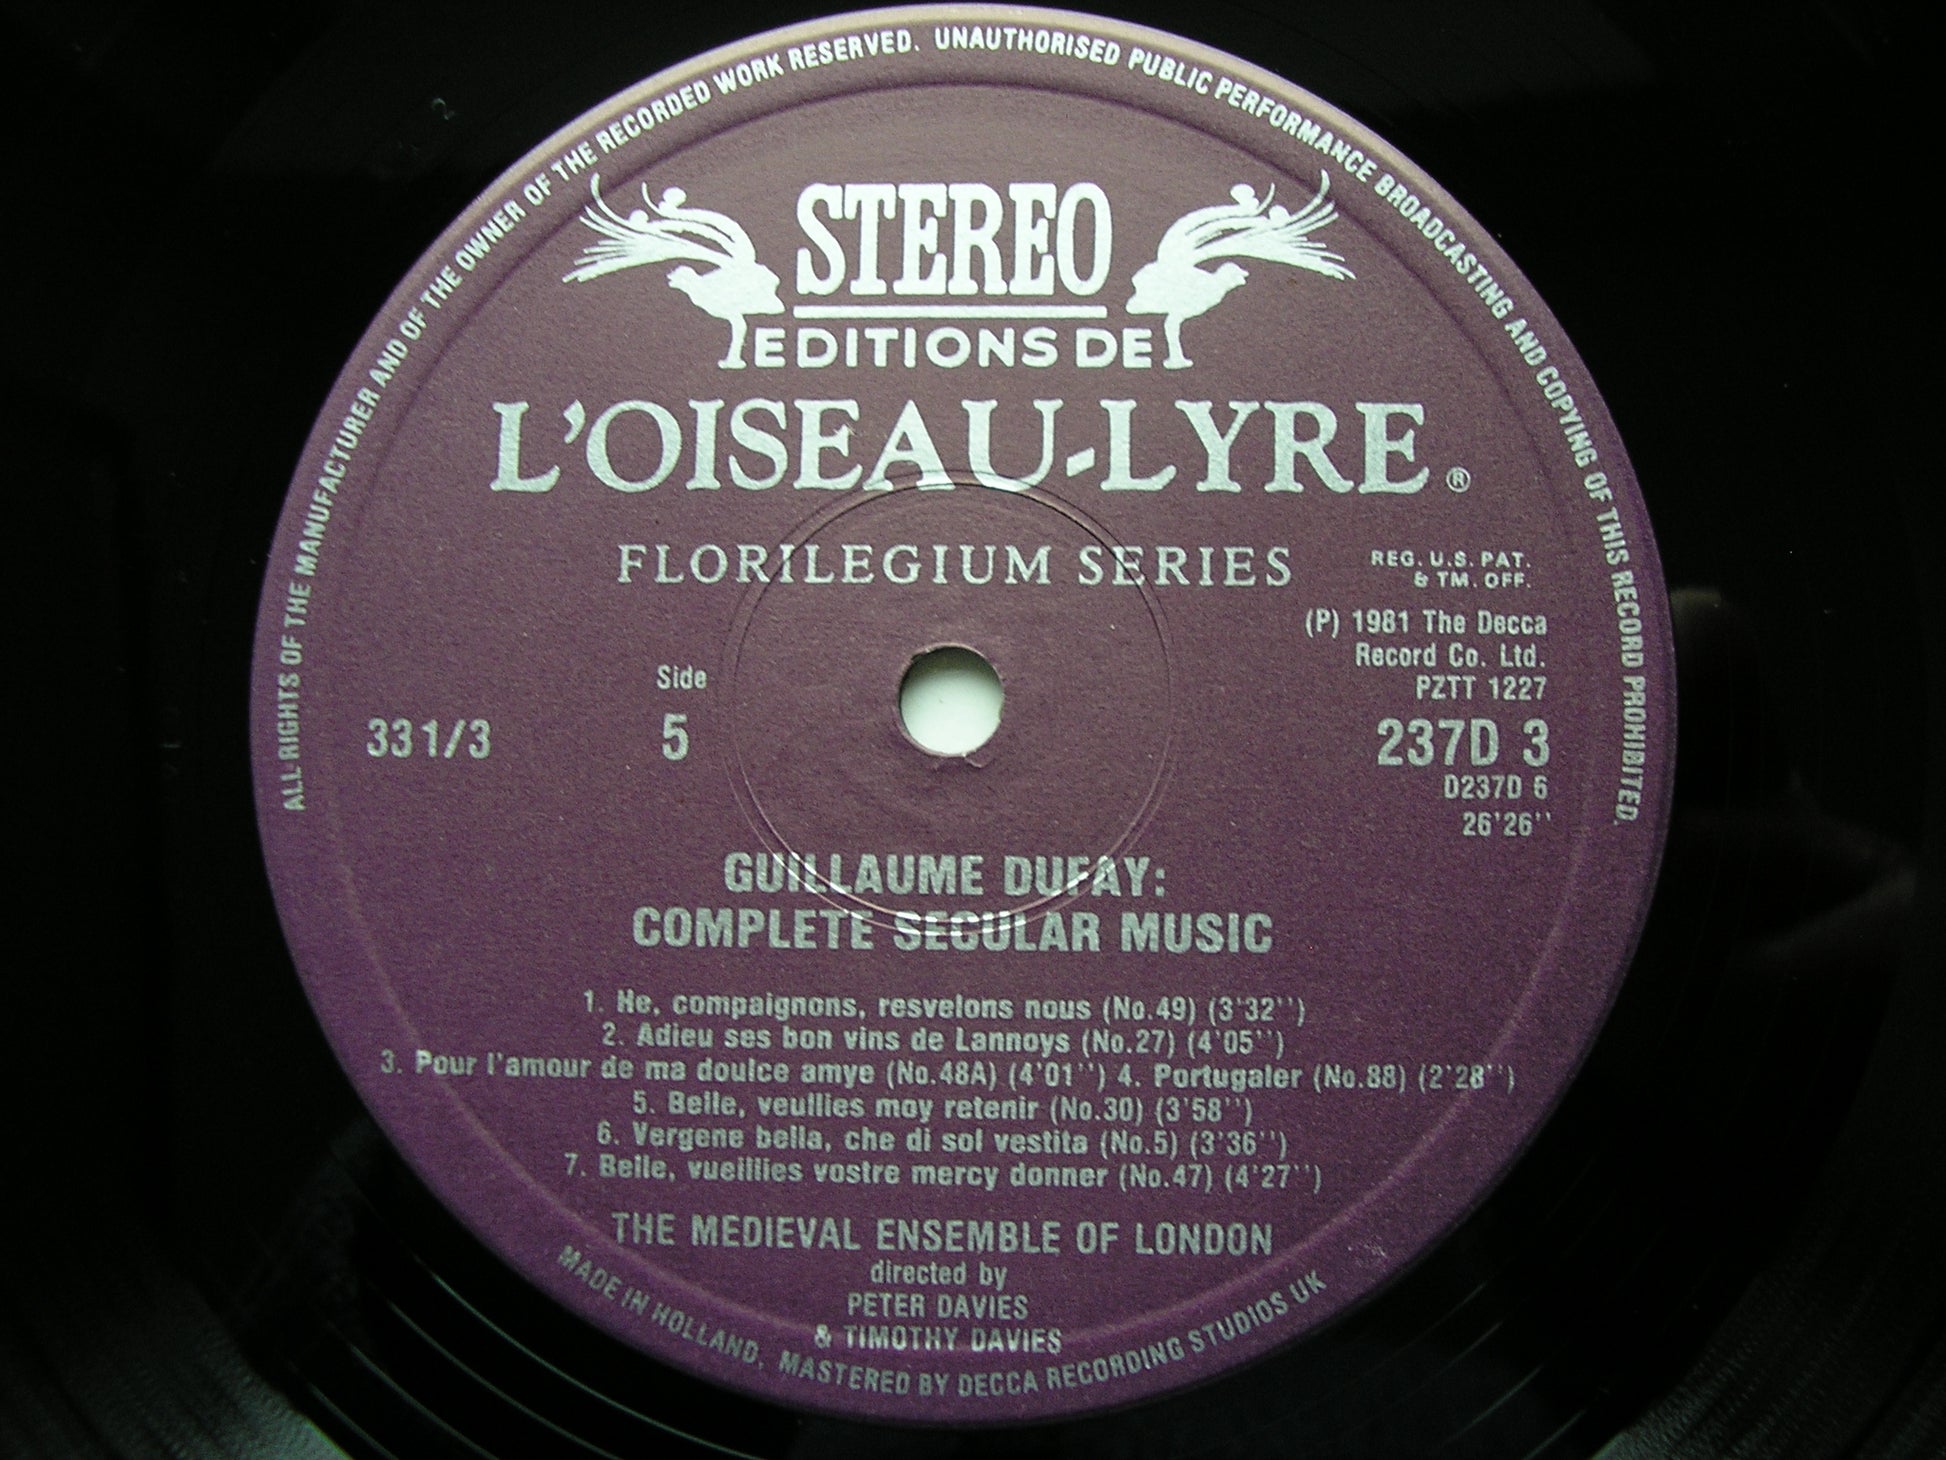 ALL RIGHTS OF THE MANUFACTURER AND OF THE OWNER OF THE RECORDED WORK RESERVED. UNAUTHORISED PUBLIC PERFORMANCE BROADCASTING AND COPYING OF THIS RECORD PROHIBITED.
STEREO
EDITIONS DE
L'OISEAU-LYRE ®
FLORILEGIUM SERIES
REG. U.S. PAT.
& TM. OFF.
(P) 1981 The Decca
Record Co. Ltd.
PZTT 1227
Side
5
33 1/3
237D 3
D237D 6
26'26''
GUILLAUME DUFAY:
COMPLETE SECULAR MUSIC
1. He, compaignons, resvelons nous (No.49) (3'32'')
2. Adieu ses bon vins de Lannoys (No.27) (4'05'')
3. Pour l'amour de ma doulce amye (No.48A) (4'01'') 4. Portugaler (No.88) (2'28'')
5. Belle, veullies moy retenir (No.30) (3'58'')
6. Vergene bella, che di sol vestita (No.5) (3'36'')
7. Belle, vueillies vostre mercy donner (No.47) (4'27'')
THE MEDIEVAL ENSEMBLE OF LONDON
directed by
PETER DAVIES
& TIMOTHY DAVIES
MADE IN HOLLAND. MASTERED BY DECCA RECORDING STUDIOS UK